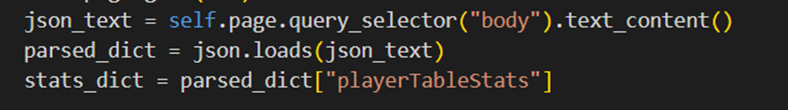 json_text = self.page.query_selector("body").text_content()
parsed_dict = json.loads(json_text)
stats_dict = parsed_dict["playerTableStats"]